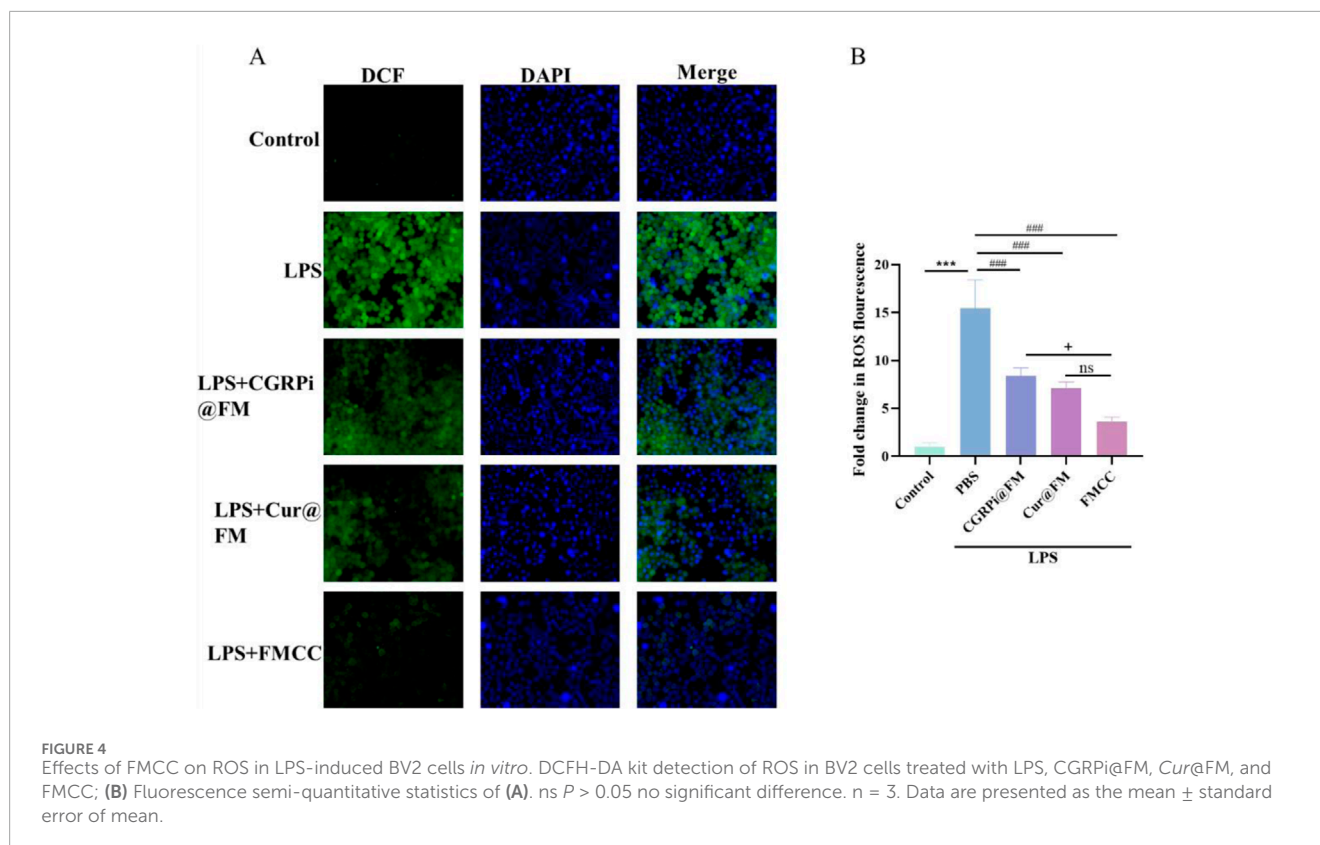 A
DCF DAPI Merge
Control
LPS
LPS+CGRPi
@FM
LPS+Cur@
FM
LPS+FMCC
B
Fold change in ROS flourescence
20
15
10
5
0
***
###
###
###
+
ns
Control
PBS
CGRPi@FM
Cur@FM
FMCC
LPS
FIGURE 4
Effects of FMCC on ROS in LPS-induced BV2 cells in vitro. DCFH-DA kit detection of ROS in BV2 cells treated with LPS, CGRPi@FM, Cur@FM, and
FMCC; (B) Fluorescence semi-quantitative statistics of (A). ns P > 0.05 no significant difference. n = 3. Data are presented as the mean ± standard
error of mean.